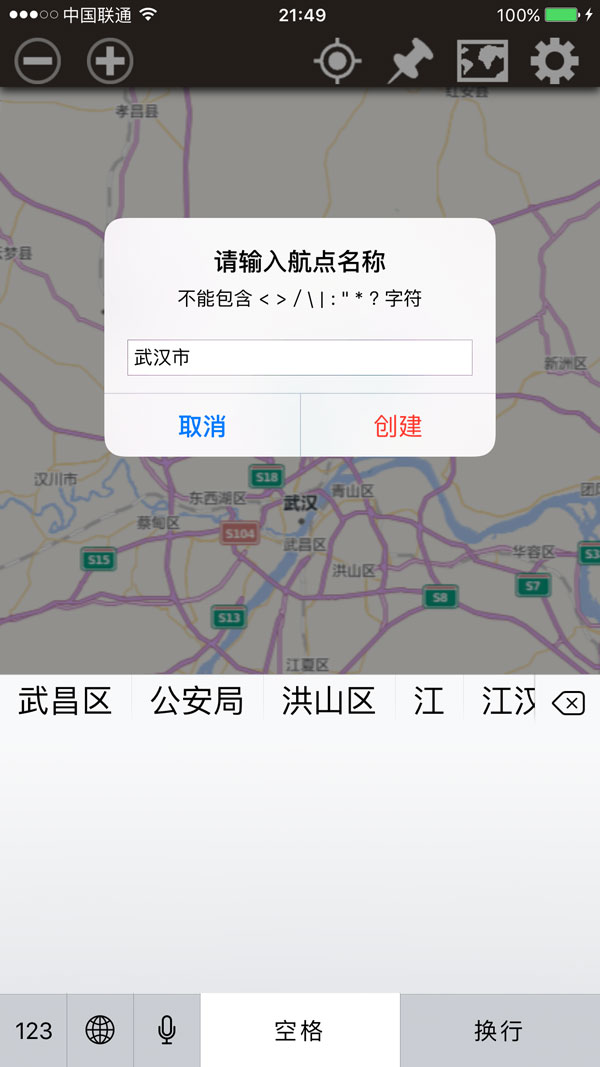 中国联通 21:49 100%
孝昌县
红安县
云梦县
请输入航点名称
不能包含 < > / \ | : " * ? 字符
武汉市
新洲区
取消 创建
汉川市 S18 东西湖区 武汉 青山区
蔡甸区 S104 武昌区
S15 洪山区 华容区
S8 S7
S13
江夏区
武昌区 公安局 洪山区 江 江汉
123 空格 换行